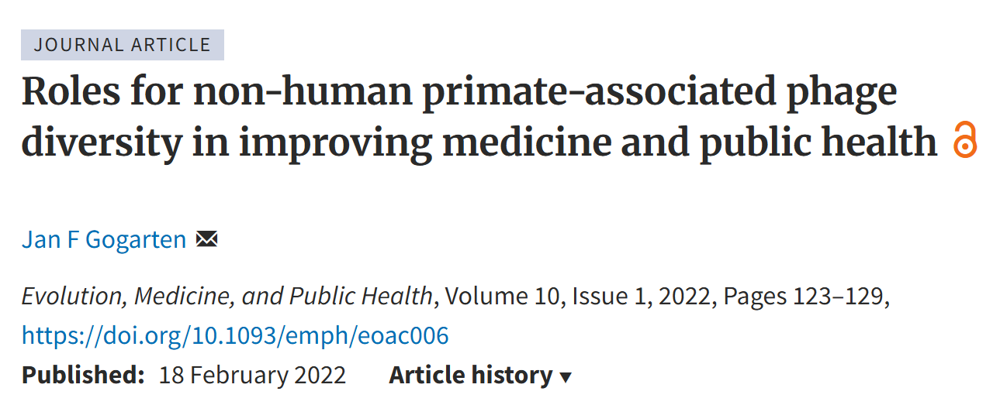 JOURNAL ARTICLE
Roles for non-human primate-associated phage
diversity in improving medicine and public health
Jan F Gogarten
Evolution, Medicine, and Public Health, Volume 10, Issue 1, 2022, Pages 123–129,
https://doi.org/10.1093/emph/eoac006
Published: 18 February 2022 Article history